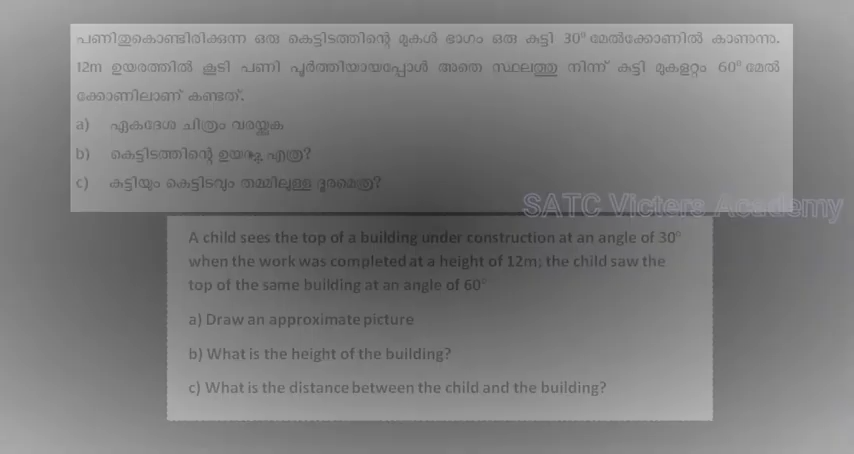 പണിതുകൊണ്ടിരിക്കുന്ന ഒരു കെട്ടിടത്തിന്റെ മുകൾ ഭാഗം ഒരു കുട്ടി 30° മേൽക്കോണിൽ കാണുന്നു.
12m ഉയരത്തിൽ കൂടി പണി പൂർത്തിയായപ്പോൾ അതെ സ്ഥലത്തു നിന്ന് കുട്ടി മുകളറ്റം 60° മേൽ
ക്കോണിലാണ് കണ്ടത്.
a) ഏകദേശ ചിത്രം വരയ്ക്കുക
b) കെട്ടിടത്തിന്റെ ഉയരം എത്ര?
c) കുട്ടിയും കെട്ടിടവും തമ്മിലുള്ള ദൂരമെത്ര?
SATC Victers Academy
A child sees the top of a building under construction at an angle of 30°
when the work was completed at a height of 12m; the child saw the
top of the same building at an angle of 60°
a) Draw an approximate picture
b) What is the height of the building?
c) What is the distance between the child and the building?